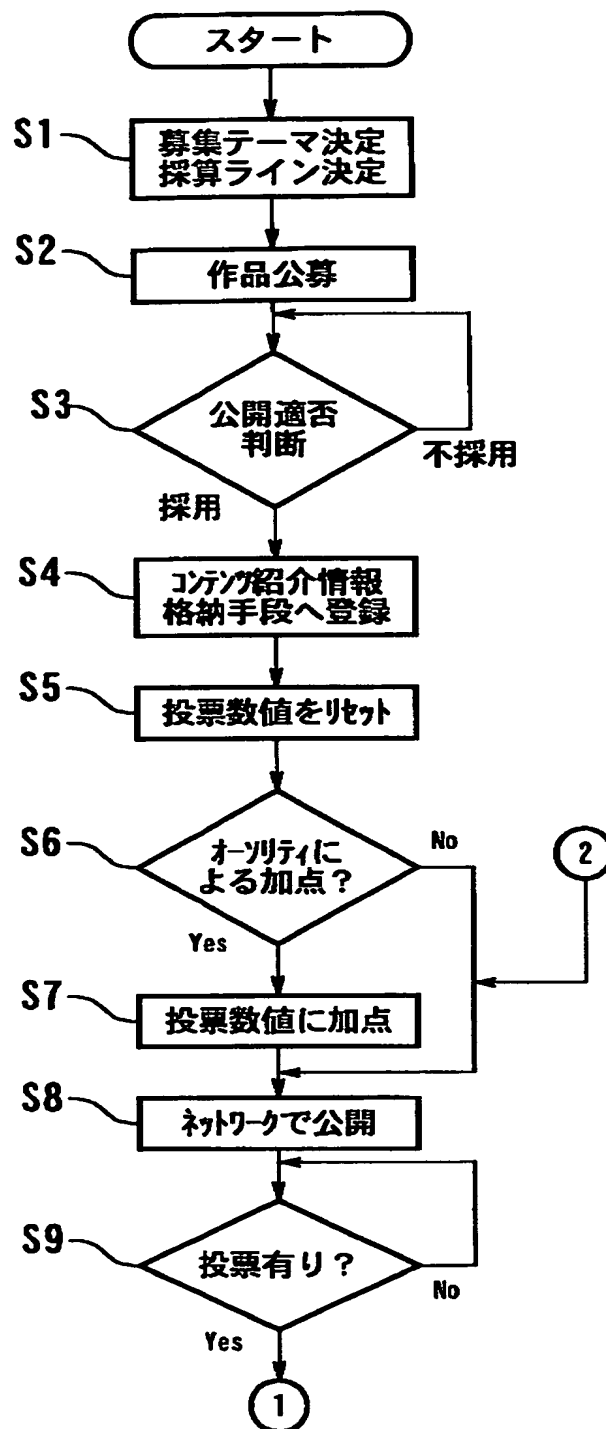 スタート
S1
募集テーマ決定
採算ライン決定
S2
作品公募
S3
公開適否
判断
不採用
採用
S4
コンテンツ紹介情報
格納手段へ登録
S5
投票数値をリセット
S6
オーソリティに
よる加点？
No
2
Yes
S7
投票数値に加点
S8
ネットワークで公開
S9
投票有り？
No
Yes
1